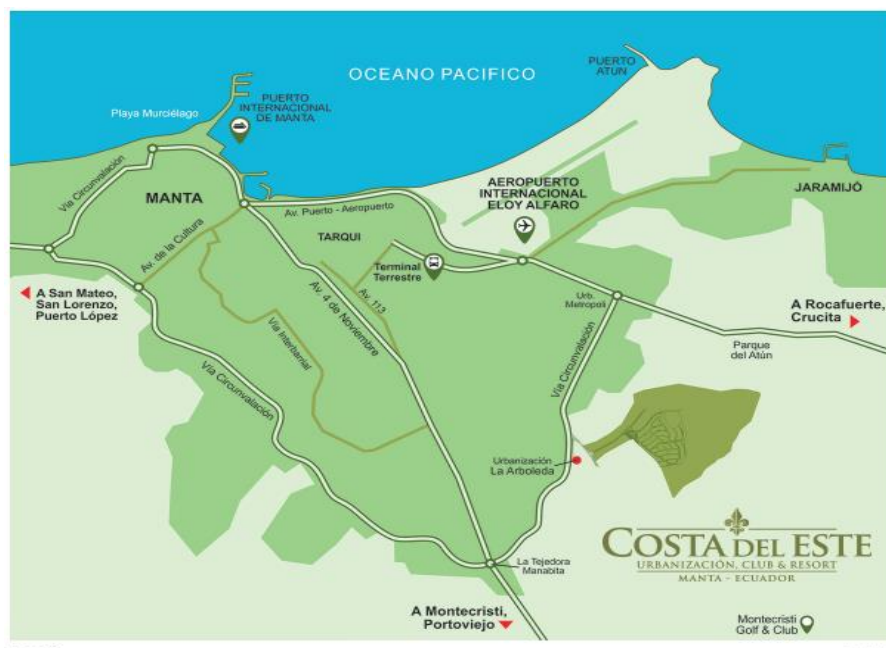 OCEANO PACIFICO
PUERTO
ATUN
Playa Murciélago
PUERTO
INTERNACIONAL
DE MANTA
Vía Circunvalación
MANTA
AEROPUERTO
INTERNACIONAL
ELOY ALFARO
JARAMIJÓ
Av. Puerto - Aeropuerto
Av. de la Cultura
TARQUI
Terminal
Terrestre
A San Mateo,
San Lorenzo,
Puerto López
Av. 113
Av. 4 de Noviembre
Urb.
Metropoli
A Rocafuerte,
Crucita
Vía Interbarrial
Parque
del Atún
Vía Circunvalación
Vía Circunvalación
Urbanización
La Arboleda
COSTA DEL ESTE
URBANIZACIÓN, CLUB & RESORT
MANTA - ECUADOR
La Tejedora
Manabita
A Montecristi,
Portoviejo
Montecristi
Golf & Club